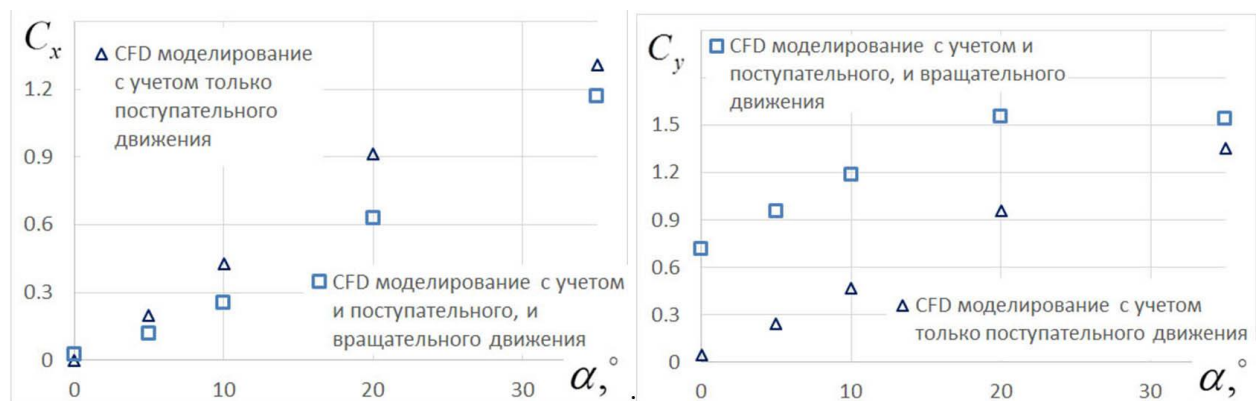 Cx
CFD моделирование
с учетом только
поступательного
движения
1.2
0.9
0.6
0.3
0
CFD моделирование с учетом
и поступательного, и
вращательного движения
0 10 20 30
α,°
.
Cy
CFD моделирование с учетом и
поступательного, и вращательного
движения
1.5
1.2
0.9
0.6
0.3
0
CFD моделирование с учетом
только поступательного движения
0 10 20 30
α,°